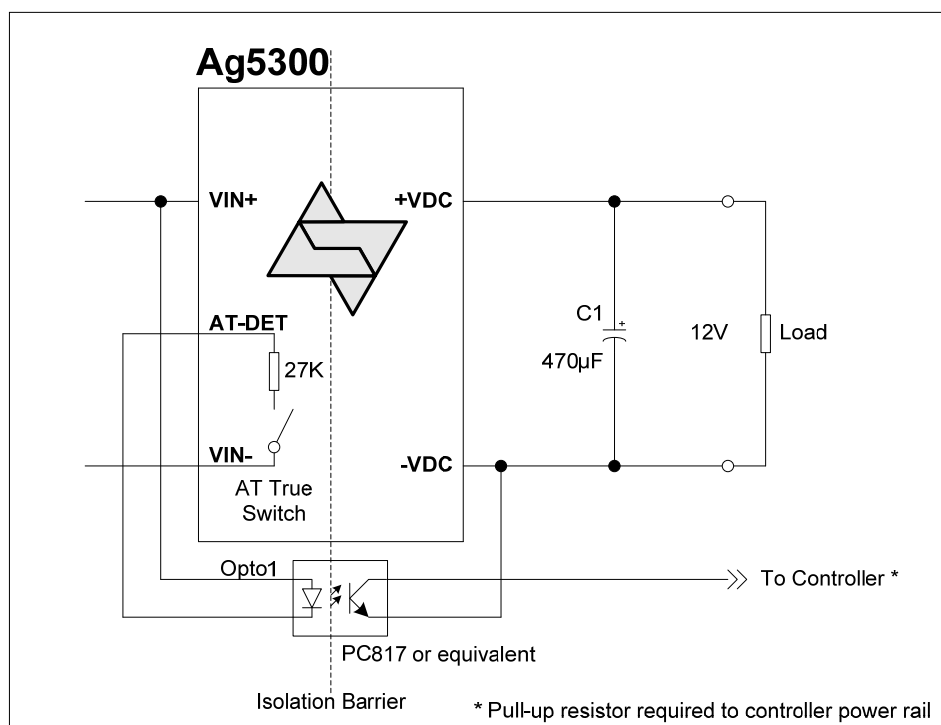 Ag5300
VIN+
+VDC
AT-DET
27K
C1
+
470µF
12V
Load
VIN-
-VDC
AT True
Switch
Opto1
To Controller *
PC817 or equivalent
Isolation Barrier
* Pull-up resistor required to controller power rail